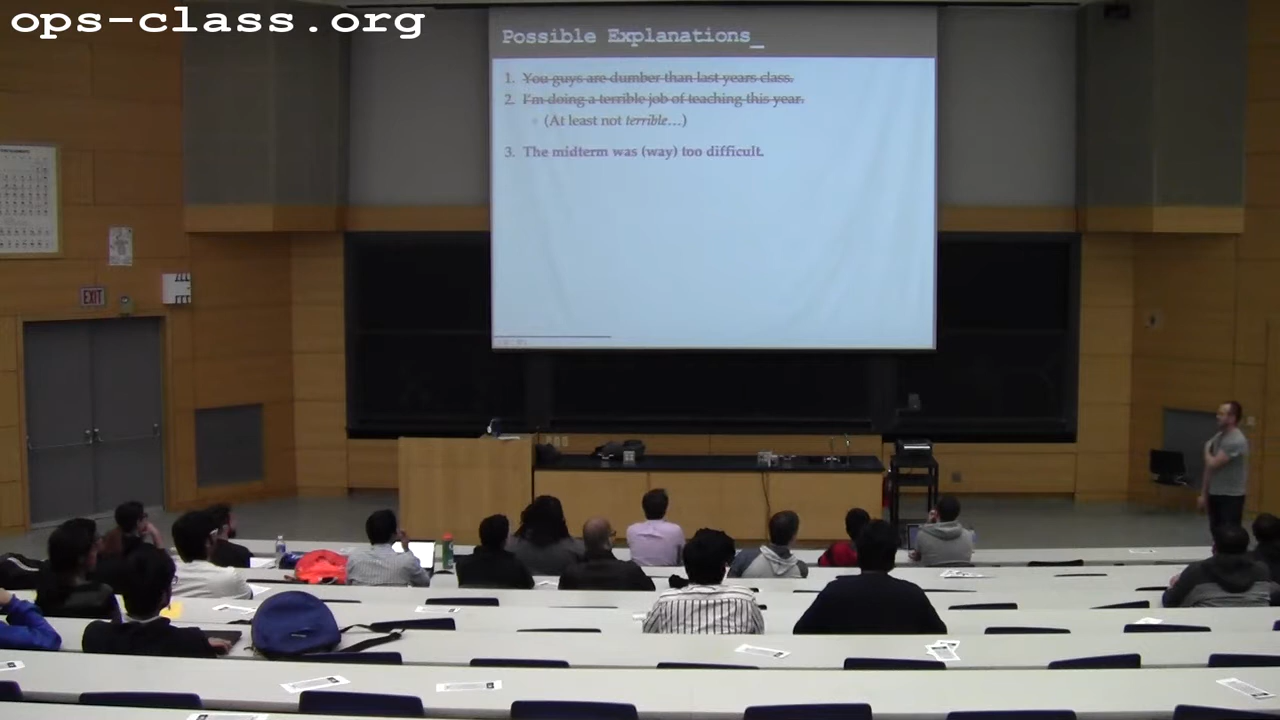 ops-class.org
Possible Explanations_
1. You guys are dumber than last years class.
2. I'm doing a terrible job of teaching this year.
(At least not terrible…)
3. The midterm was (way) too difficult.
EXIT